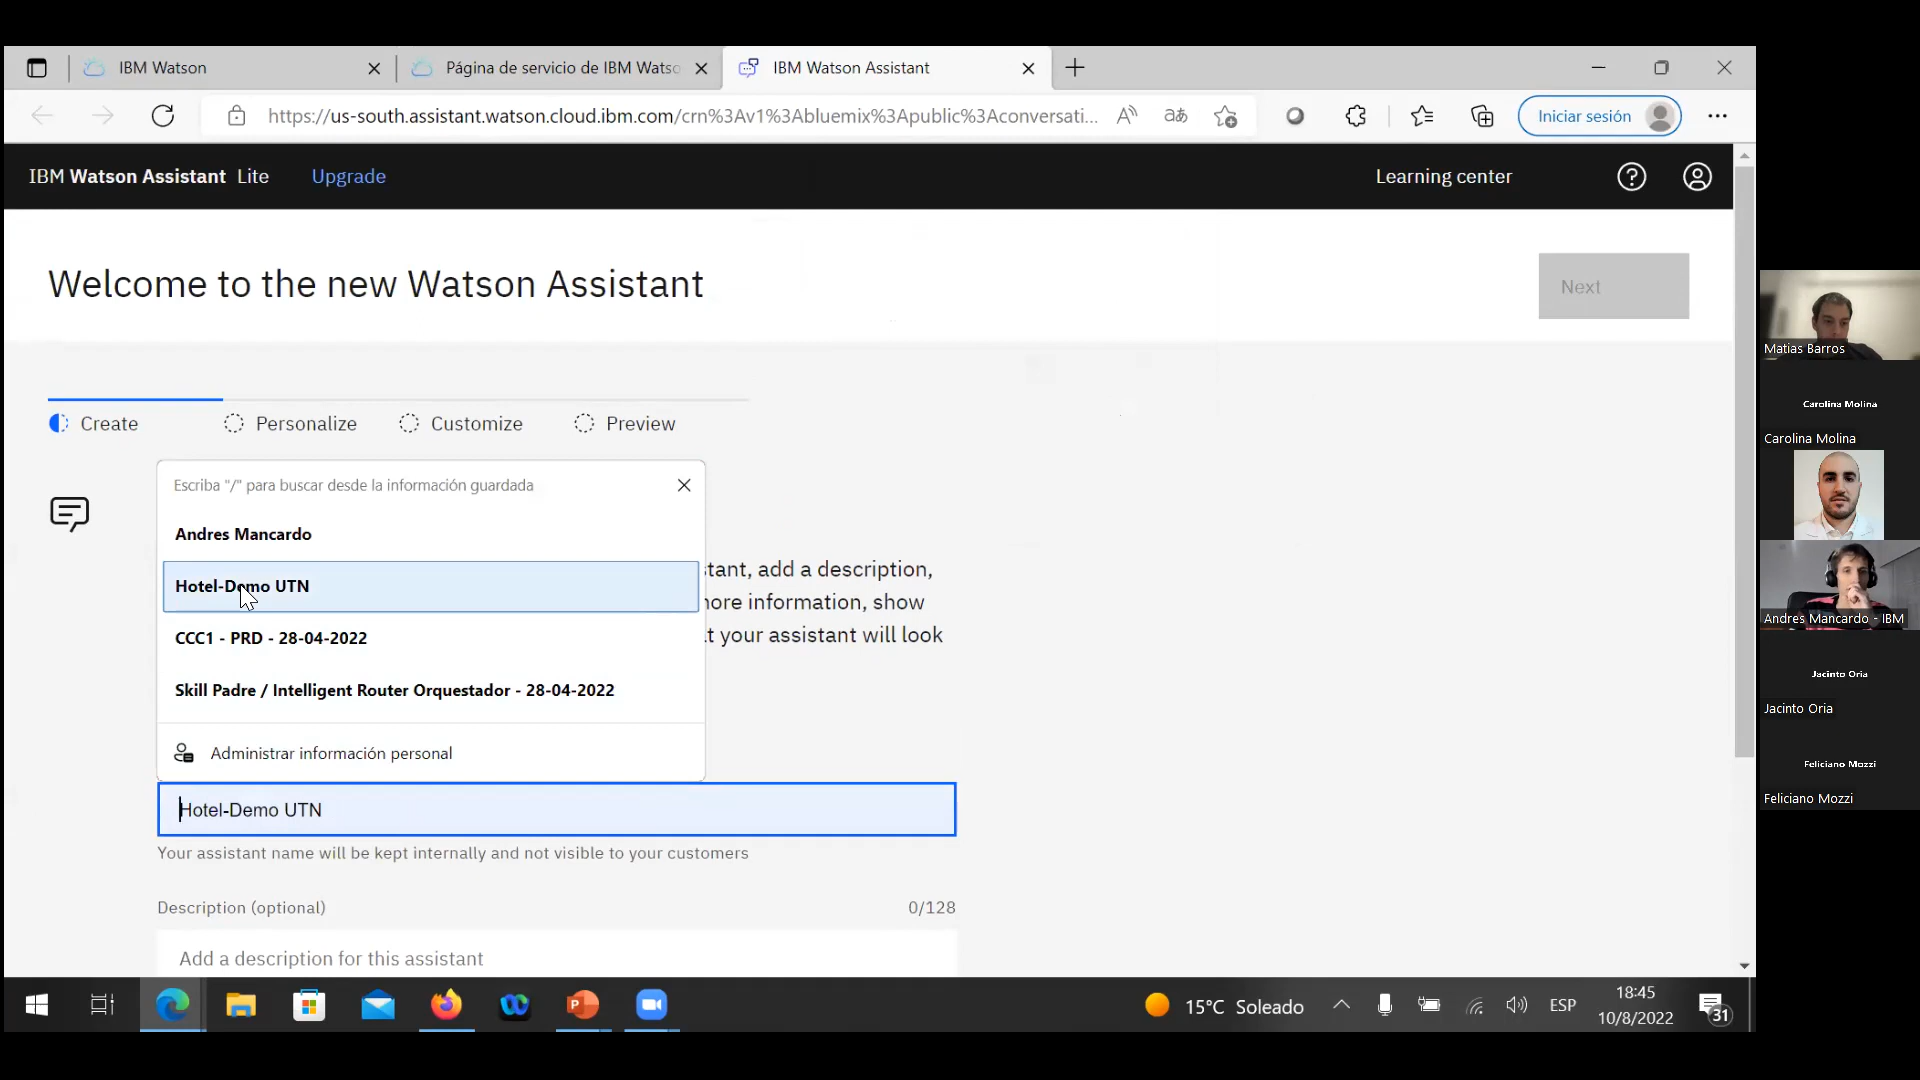 IBM Watson
Página de servicio de IBM Watso
IBM Watson Assistant
https://us-south.assistant.watson.cloud.ibm.com/crn%3Av1%3Abluemix%3Apublic%3Aconversati...
Iniciar sesión
IBM Watson Assistant Lite
Upgrade
Learning center
Welcome to the new Watson Assistant
Next
Create
Personalize
Customize
Preview
Escriba "/" para buscar desde la información guardada
Andres Mancardo
Hotel-Demo UTN
CCC1 - PRD - 28-04-2022
Skill Padre / Intelligent Router Orquestador - 28-04-2022
Administrar información personal
stant, add a description,
more information, show
t your assistant will look
Hotel-Demo UTN
Your assistant name will be kept internally and not visible to your customers
Description (optional)
0/128
Add a description for this assistant
15°C Soleado
ESP
18:45
10/8/2022
31
Matias Barros
Carolina Molina
Carolina Molina
Andres Mancardo - IBM
Jacinto Oria
Jacinto Oria
Feliciano Mozzi
Feliciano Mozzi